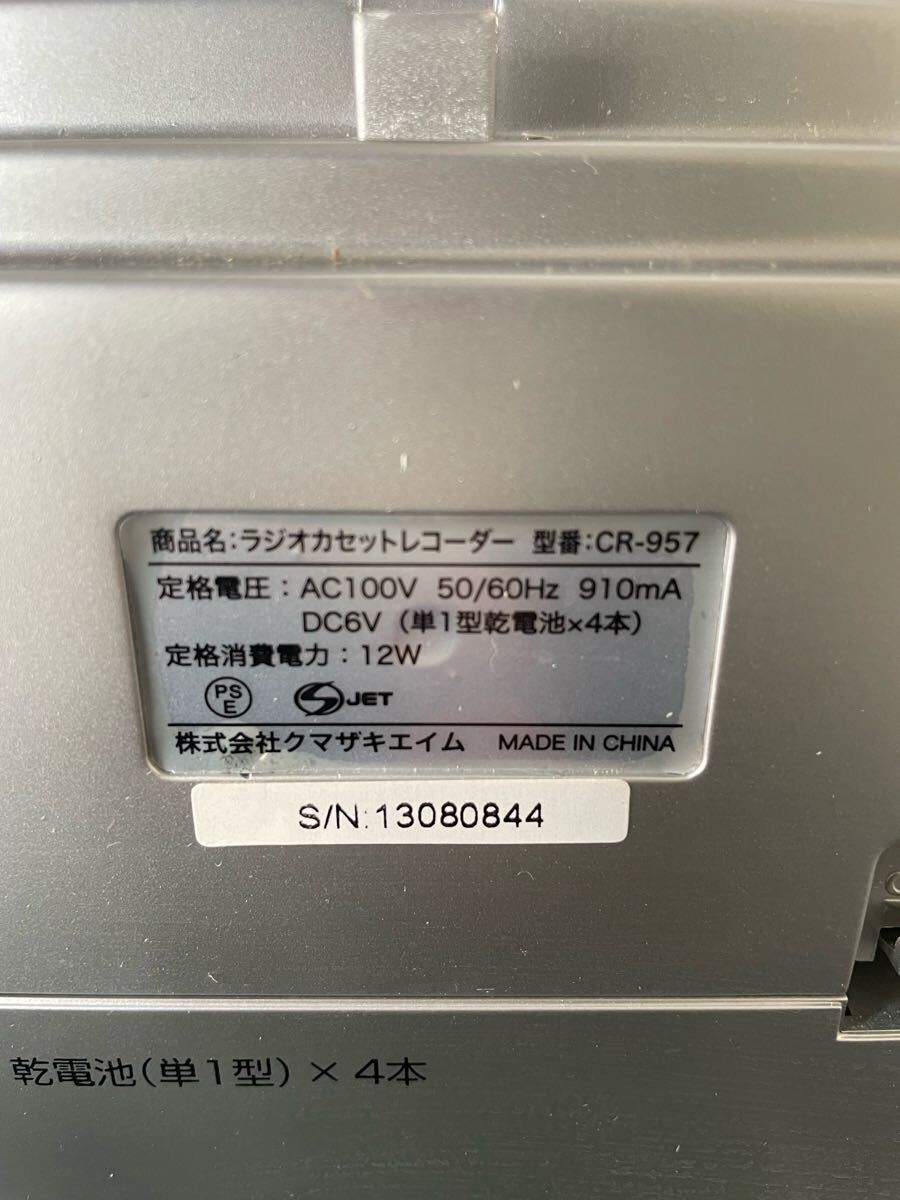 商品名:ラジオカセットレコーダー 型番:CR-957
定格電圧:AC100V 50/60Hz 910mA
DC6V(単1型乾電池×4本)
定格消費電力:12W
PS
E
JET
株式会社クマザキエイム MADE IN CHINA
S/N:13080844
乾電池(単1型)×4本